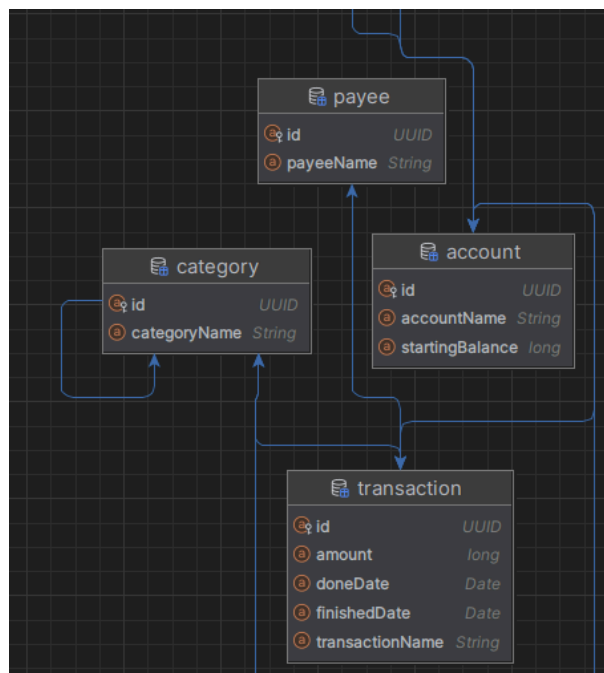 payee
id UUID
payeeName String
category
id UUID
categoryName String
account
id UUID
accountName String
startingBalance long
transaction
id UUID
amount long
doneDate Date
finishedDate Date
transactionName String